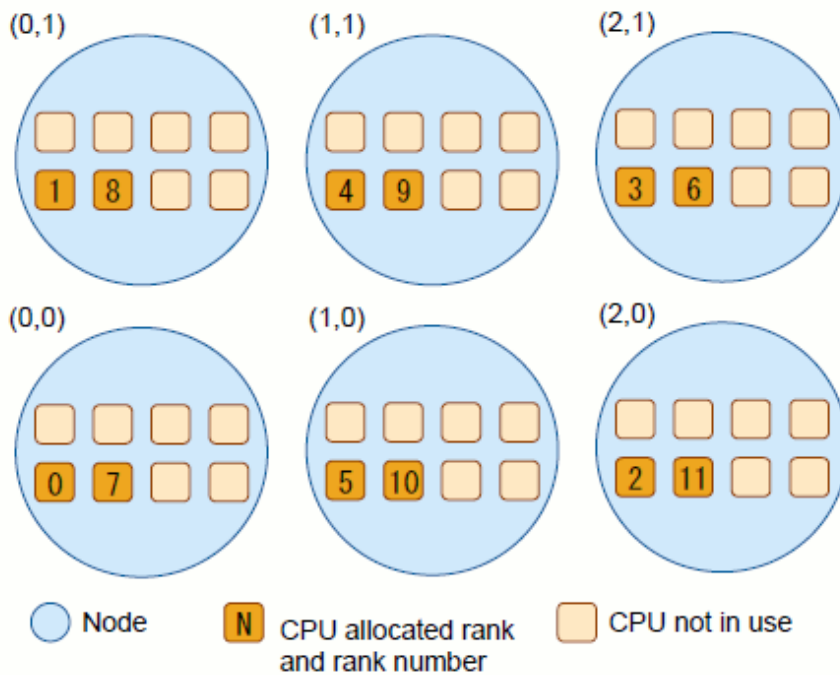 (0,1) (1,1) (2,1)
1 8 4 9 3 6
(0,0) (1,0) (2,0)
0 7 5 10 2 11
Node N CPU allocated rank CPU not in use
and rank number